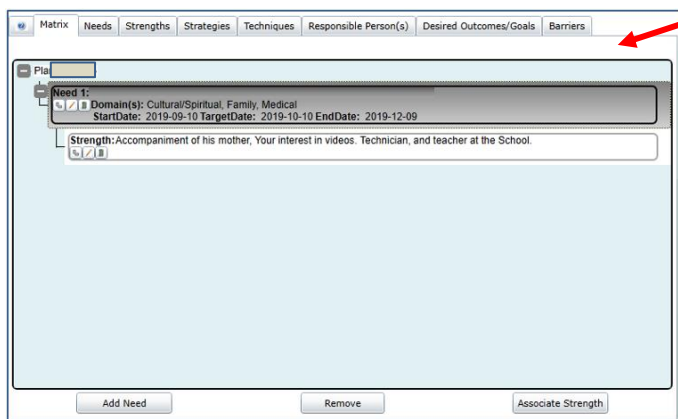 Matrix Needs Strengths Strategies Techniques Responsible Person(s) Desired Outcomes/Goals Barriers
Pla
Need 1:
Domain(s): Cultural/Spiritual, Family, Medical
StartDate: 2019-09-10 TargetDate: 2019-10-10 EndDate: 2019-12-09
Strength:Accompaniment of his mother, Your interest in videos. Technician, and teacher at the School.
Add Need Remove Associate Strength